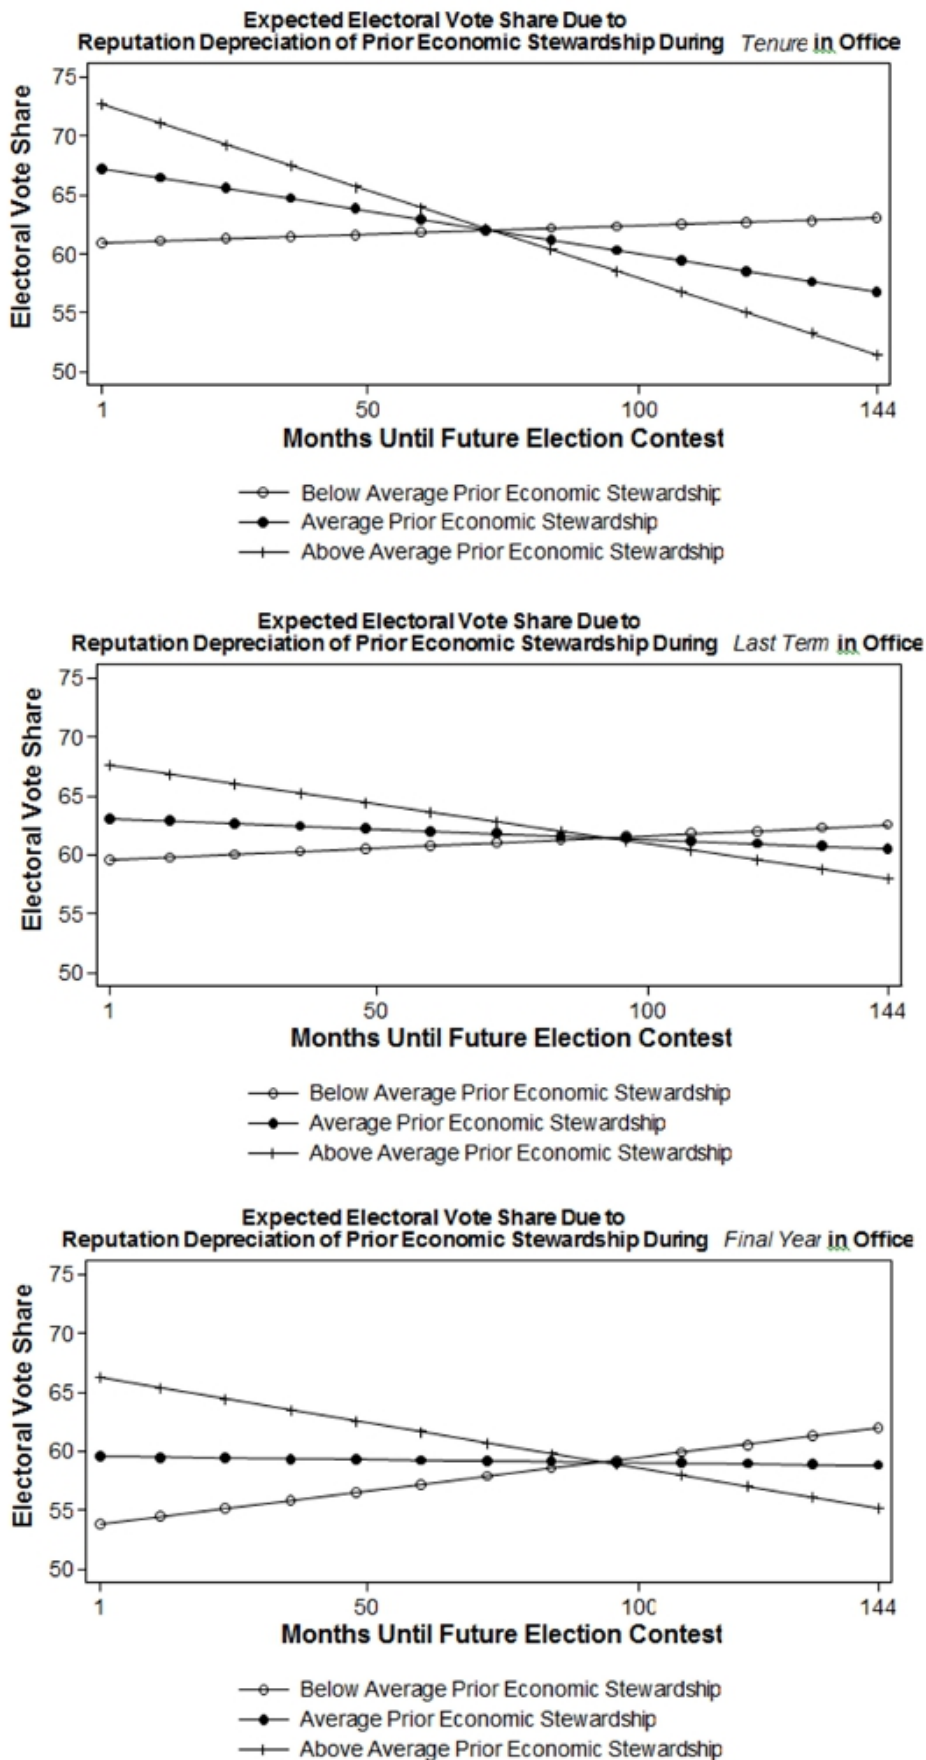 Expected Electoral Vote Share Due to
Reputation Depreciation of Prior Economic Stewardship During Tenure in Office
Electoral Vote Share
75
70
65
60
55
50
1 50 100 144
Months Until Future Election Contest
Below Average Prior Economic Stewardship
Average Prior Economic Stewardship
Above Average Prior Economic Stewardship
Expected Electoral Vote Share Due to
Reputation Depreciation of Prior Economic Stewardship During Last Term in Office
Electoral Vote Share
75
70
65
60
55
50
1 50 100 144
Months Until Future Election Contest
Below Average Prior Economic Stewardship
Average Prior Economic Stewardship
Above Average Prior Economic Stewardship
Expected Electoral Vote Share Due to
Reputation Depreciation of Prior Economic Stewardship During Final Year in Office
Electoral Vote Share
75
70
65
60
55
50
1 50 100 144
Months Until Future Election Contest
Below Average Prior Economic Stewardship
Average Prior Economic Stewardship
Above Average Prior Economic Stewardship